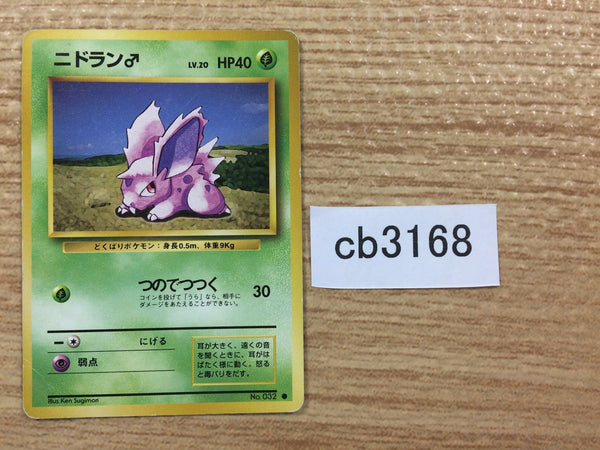 ニドラン♂ LV.20 HP40
どくばりポケモン：身長0.5m、体重9Kg
つのでつつく 30
コインを投げて「うら」なら、相手に
ダメージをあたえることができない。
にげる
弱点
耳が大きく、遠くの音
を聞くときに、耳がは
ばたく様に動く。怒る
と毒バリをだす。
Illus.Ken Sugimori No.032 ●
cb3168